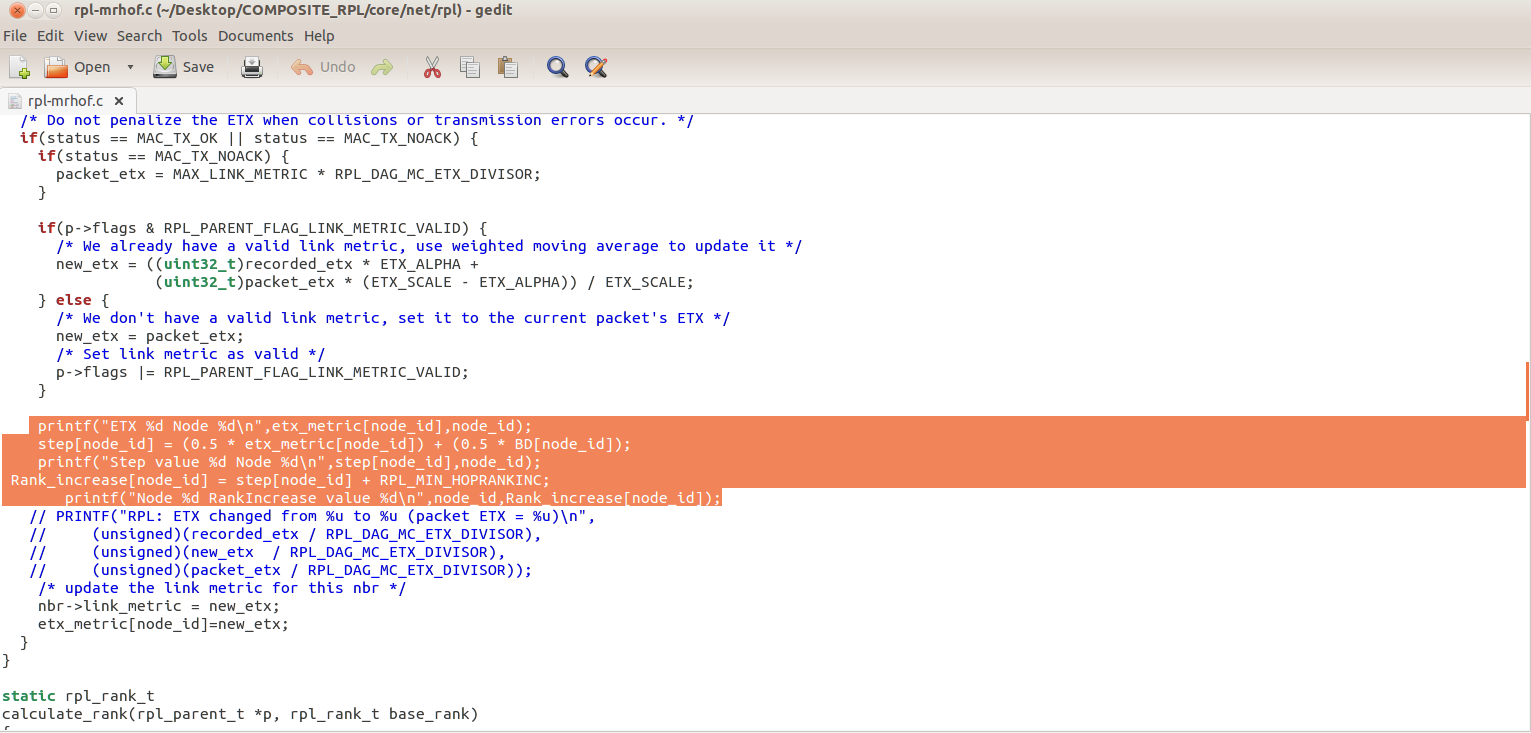 rpl-mrhof.c (~/Desktop/COMPOSITE_RPL/core/net/rpl) - gedit
File Edit View Search Tools Documents Help
Open Save Undo
rpl-mrhof.c
/* Do not penalize the ETX when collisions or transmission errors occur. */
if(status == MAC_TX_OK || status == MAC_TX_NOACK) {
if(status == MAC_TX_NOACK) {
packet_etx = MAX_LINK_METRIC * RPL_DAG_MC_ETX_DIVISOR;
}
if(p->flags & RPL_PARENT_FLAG_LINK_METRIC_VALID) {
/* We already have a valid link metric, use weighted moving average to update it */
new_etx = ((uint32_t)recorded_etx * ETX_ALPHA +
(uint32_t)packet_etx * (ETX_SCALE - ETX_ALPHA)) / ETX_SCALE;
} else {
/* We don't have a valid link metric, set it to the current packet's ETX */
new_etx = packet_etx;
/* Set link metric as valid */
p->flags |= RPL_PARENT_FLAG_LINK_METRIC_VALID;
}
printf("ETX %d Node %d\n",etx_metric[node_id],node_id);
step[node_id] = (0.5 * etx_metric[node_id]) + (0.5 * BD[node_id]);
printf("Step value %d Node %d\n",step[node_id],node_id);
Rank_increase[node_id] = step[node_id] + RPL_MIN_HOPRANKINC;
printf("Node %d RankIncrease value %d\n",node_id,Rank_increase[node_id]);
// PRINTF("RPL: ETX changed from %u to %u (packet ETX = %u)\n",
// (unsigned)(recorded_etx / RPL_DAG_MC_ETX_DIVISOR),
// (unsigned)(new_etx / RPL_DAG_MC_ETX_DIVISOR),
// (unsigned)(packet_etx / RPL_DAG_MC_ETX_DIVISOR));
/* update the link metric for this nbr */
nbr->link_metric = new_etx;
etx_metric[node_id]=new_etx;
}
}
static rpl_rank_t
calculate_rank(rpl_parent_t *p, rpl_rank_t base_rank)